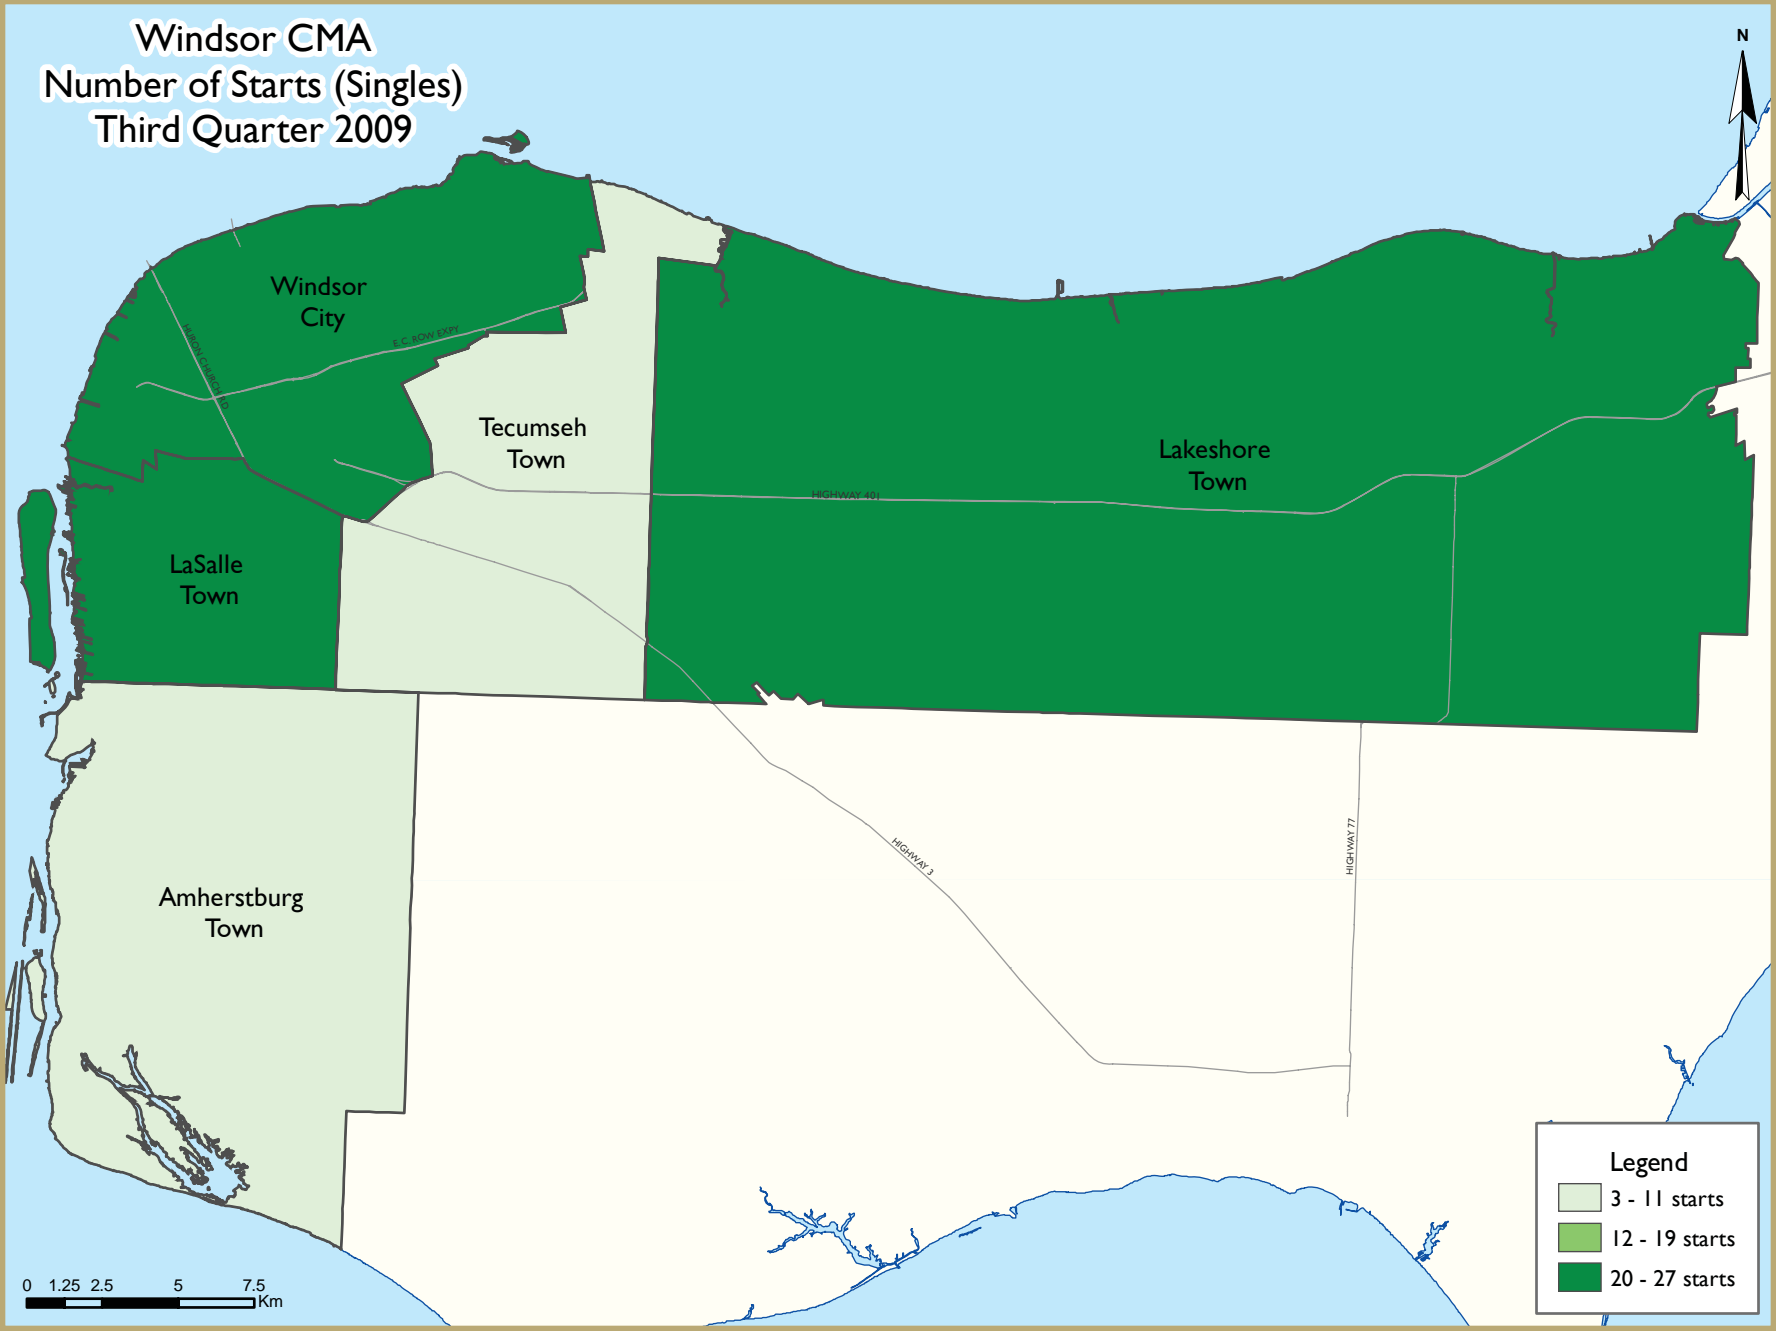 Windsor CMA
Number of Starts (Singles)
Third Quarter 2009
N
Windsor
City
HURON CHURCH RD
E.C. ROW EXPY
Tecumseh
Town
Lakeshore
Town
HIGHWAY 401
LaSalle
Town
Amherstburg
Town
HIGHWAY 3
HIGHWAY 77
Legend
3 - 11 starts
12 - 19 starts
20 - 27 starts
0 1.25 2.5 5 7.5
Km